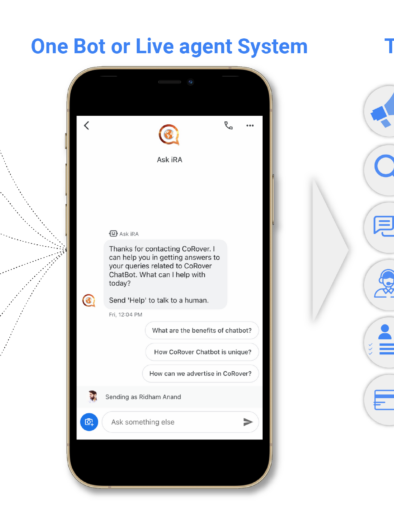 One Bot or Live agent System
T
Ask iRA
Ask iRA
Thanks for contacting CoRover. I
can help you in getting answers to
your queries related to CoRover
ChatBot. What can I help with
today?
Send 'Help' to talk to a human.
Fri, 12:04 PM
What are the benefits of chatbot?
How CoRover Chatbot is unique?
How can we advertise in CoRover?
Sending as Ridham Anand
Ask something else